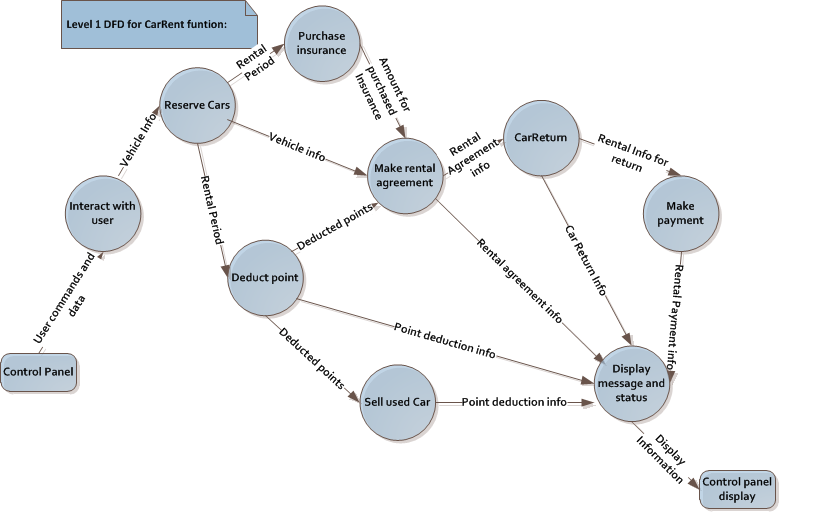 Level 1 DFD for CarRent funtion:
Purchase
insurance
Rental
Period
Amount for
purchased
Insurance
Reserve Cars
Vehicle Info
Vehicle info
Rental
Agreement
info
CarReturn
Rental Info for
return
Make rental
agreement
Interact with
user
Rental Period
Deducted points
Make
payment
User commands and
data
Deduct point
Rental agreement info
Car Return Info
Rental Payment info
Control Panel
Point deduction info
Deducted points
Display
message and
status
Sell used Car
Point deduction info
Display
Information
Control panel
display